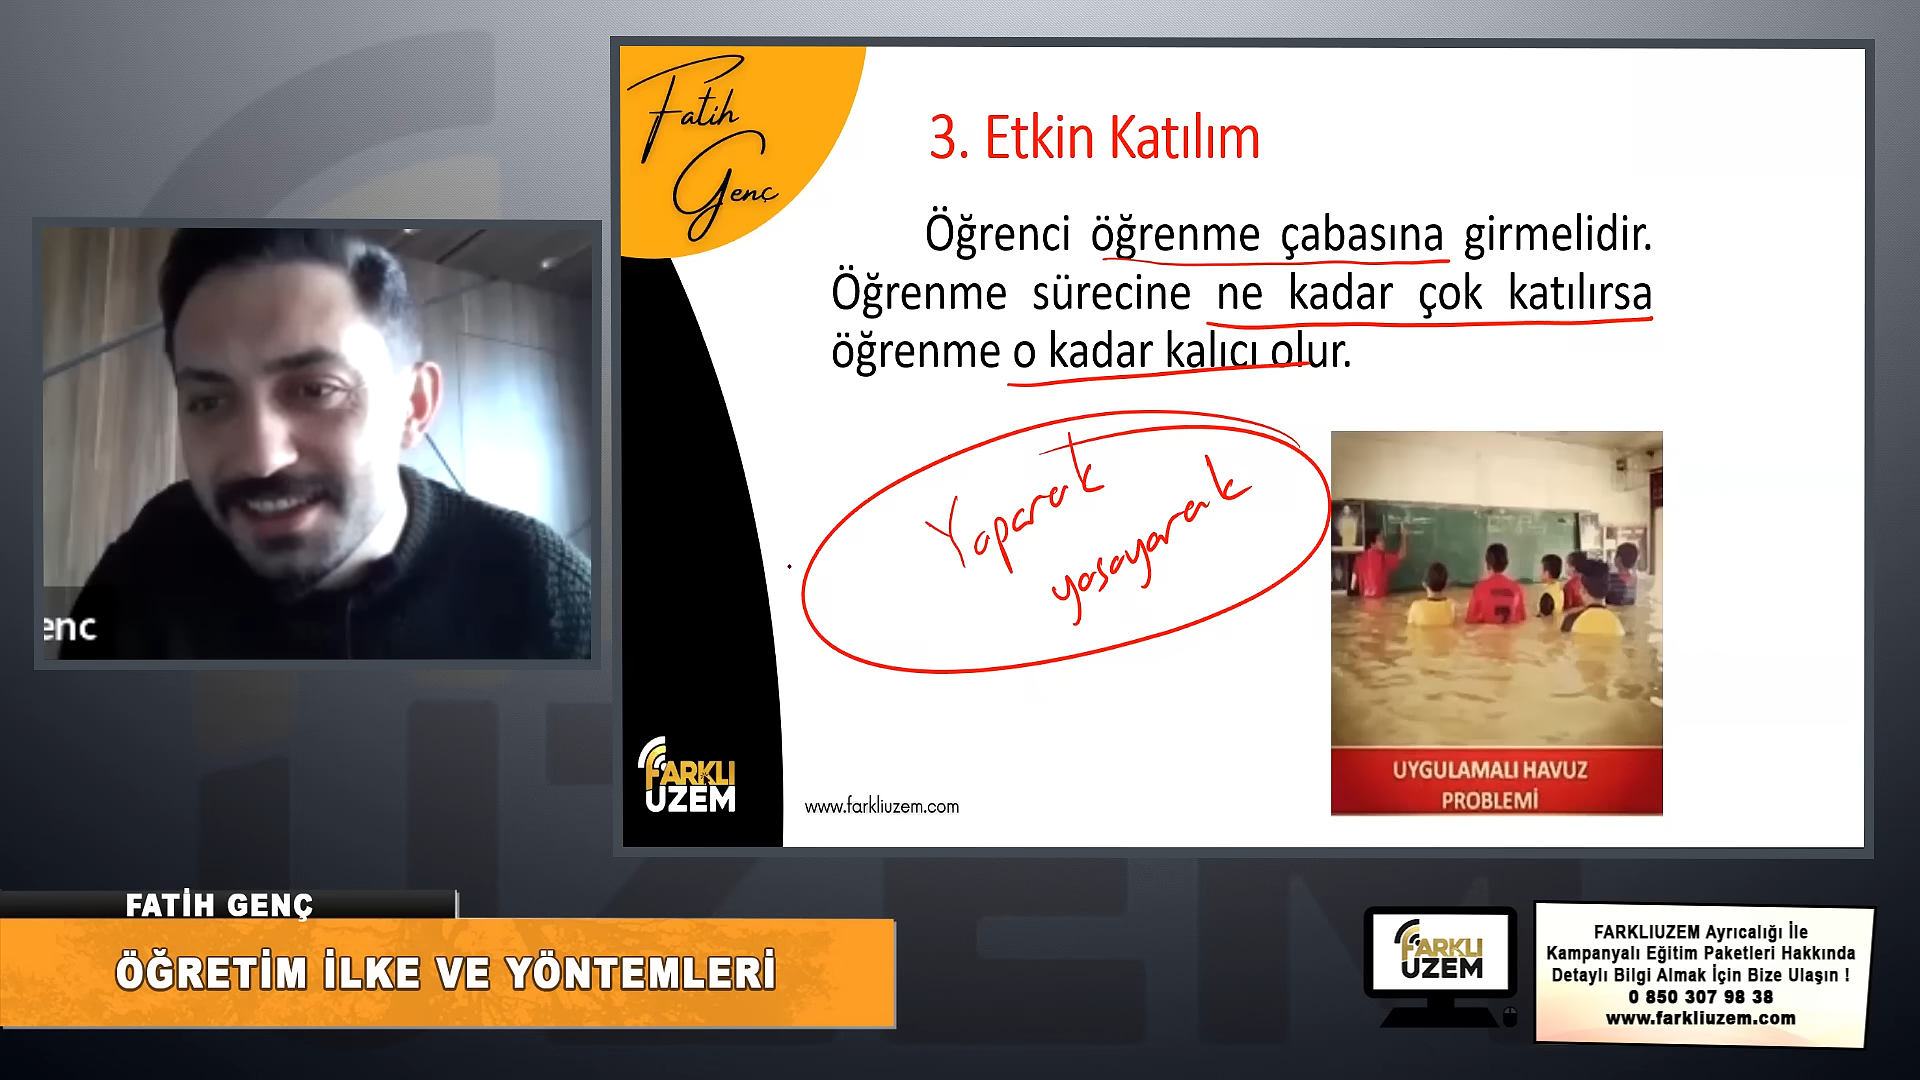 Fatih
Genç
3. Etkin Katılım
Öğrenci öğrenme çabasına girmelidir.
Öğrenme sürecine ne kadar çok katılırsa
öğrenme o kadar kalıcı olur.
Yaparak
yaşayarak
UYGULAMALI HAVUZ
PROBLEMİ
FARKLI
UZEM
www.farkliuzem.com
enc
FATİH GENÇ
ÖĞRETİM İLKE VE YÖNTEMLERİ
FARKLI
UZEM
FARKLIUZEM Ayrıcalığı İle
Kampanyalı Eğitim Paketleri Hakkında
Detaylı Bilgi Almak İçin Bize Ulaşın !
0 850 307 98 38
www.farkliuzem.com